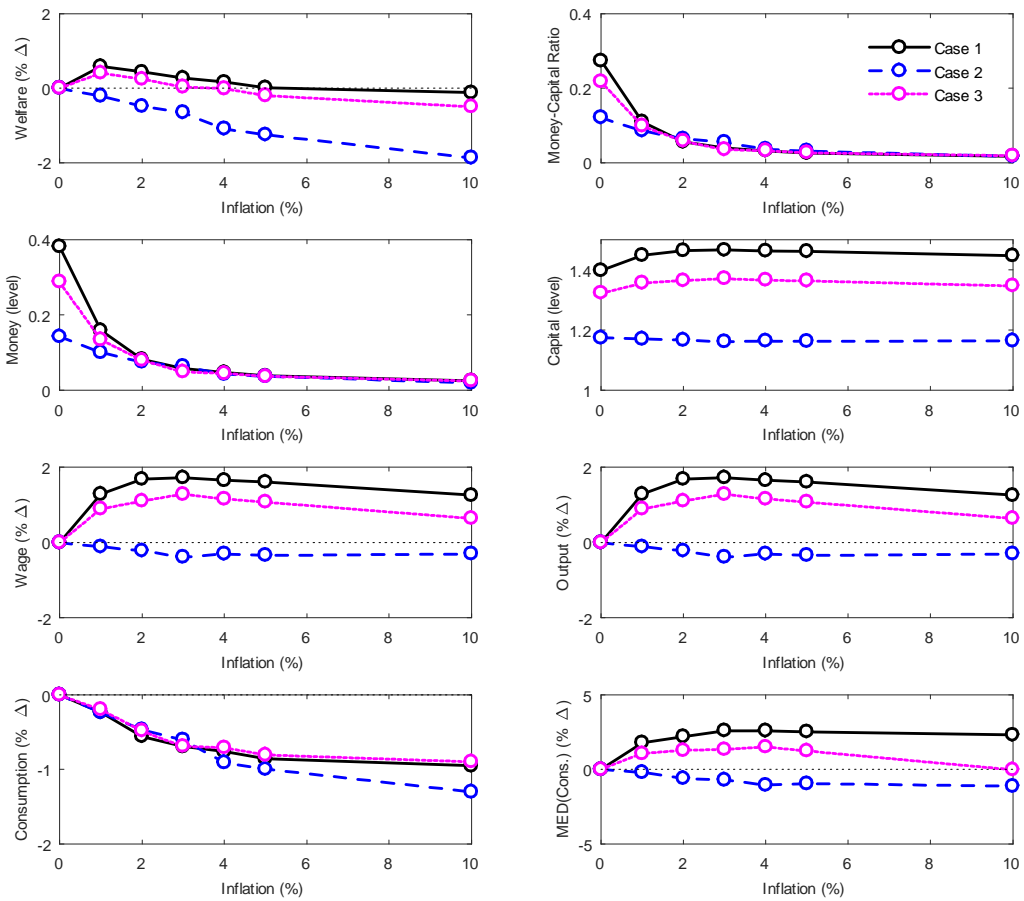 2
0
-2
Welfare (% Δ)
0 2 4 6 8 10
Inflation (%)
0.4
0.2
0
Money-Capital Ratio
Case 1
Case 2
Case 3
0 2 4 6 8 10
Inflation (%)
0.4
0.2
0
Money (level)
0 2 4 6 8 10
Inflation (%)
1.4
1.2
1
Capital (level)
0 2 4 6 8 10
Inflation (%)
2
0
-2
Wage (% Δ)
0 2 4 6 8 10
Inflation (%)
2
0
-2
Output (% Δ)
0 2 4 6 8 10
Inflation (%)
0
-1
-2
Consumption (% Δ)
0 2 4 6 8 10
Inflation (%)
5
0
-5
MED(Cons.) (% Δ)
0 2 4 6 8 10
Inflation (%)